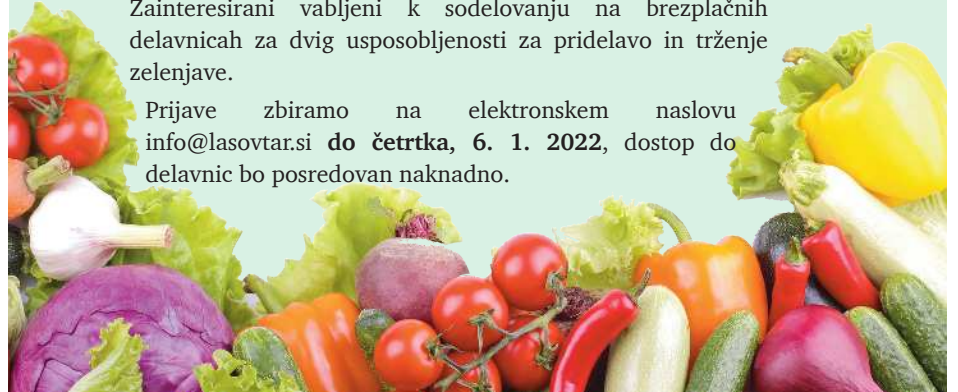 Zainteresirani vabljeni k sodelovanju na brezplačnih
delavnicah za dvig usposobljenosti za pridelavo in trženje
zelenjave.
Prijave zbiramo na elektronskem naslovu
info@lasovtar.si do četrtka, 6. 1. 2022, dostop do
delavnic bo posredovan naknadno.